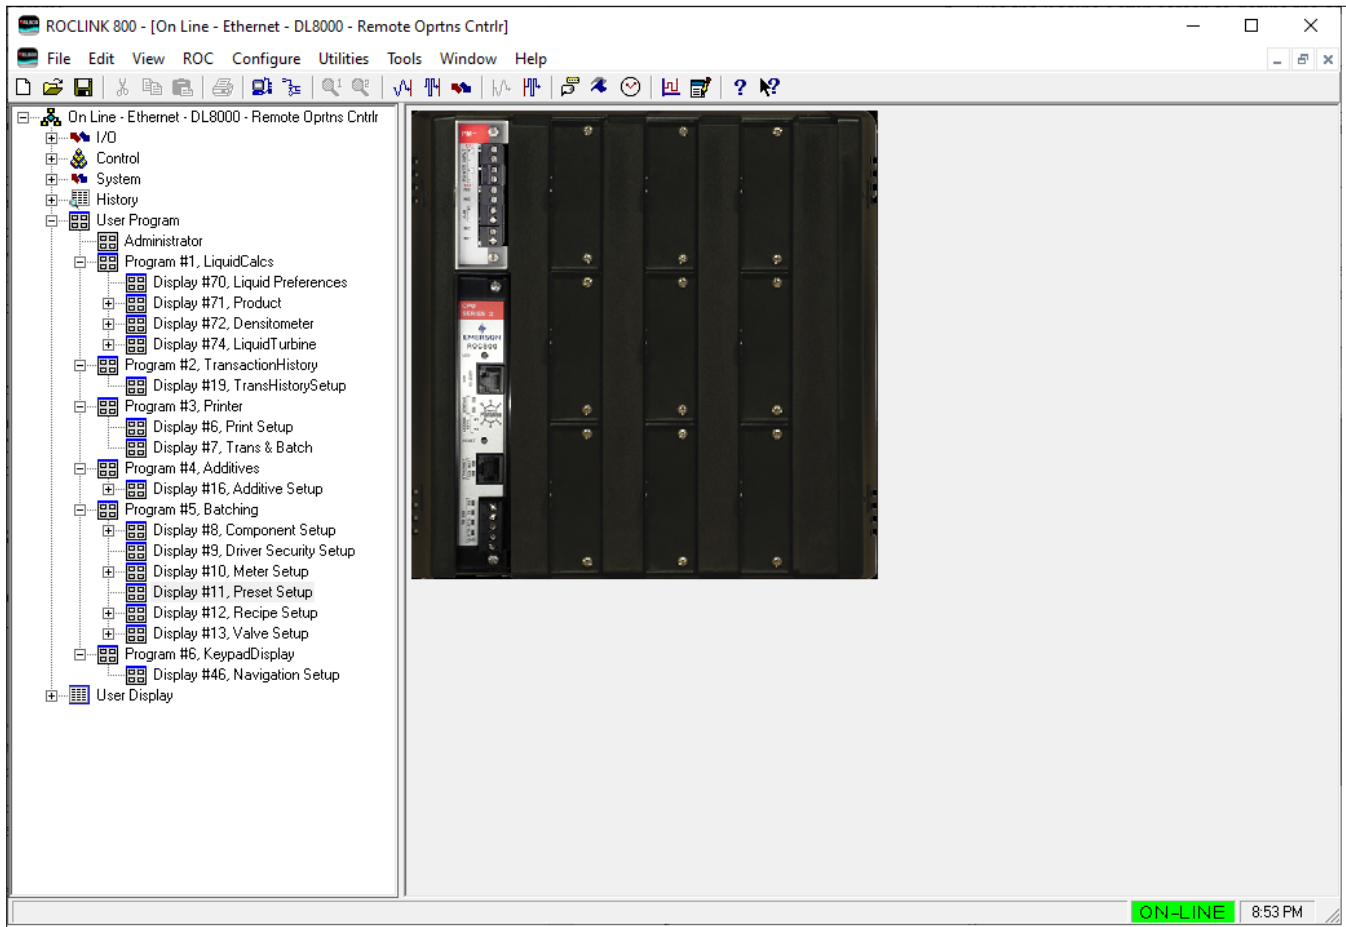 ROCLINK 800 - [On Line - Ethernet - DL8000 - Remote Oprtns Cntrlr]
File Edit View ROC Configure Utilities Tools Window Help
On Line - Ethernet - DL8000 - Remote Oprtns Cntrlr
I/O
Control
System
History
User Program
Administrator
Program #1, LiquidCalcs
Display #70, Liquid Preferences
Display #71, Product
Display #72, Densitometer
Display #74, LiquidTurbine
Program #2, TransactionHistory
Display #19, TransHistorySetup
Program #3, Printer
Display #6, Print Setup
Display #7, Trans & Batch
Program #4, Additives
Display #16, Additive Setup
Program #5, Batching
Display #8, Component Setup
Display #9, Driver Security Setup
Display #10, Meter Setup
Display #11, Preset Setup
Display #12, Recipe Setup
Display #13, Valve Setup
Program #6, KeypadDisplay
Display #46, Navigation Setup
User Display
PM-
CPU
SERIES 2
EMERSON
ROC800
LED
RESET
ON-LINE
8:53 PM